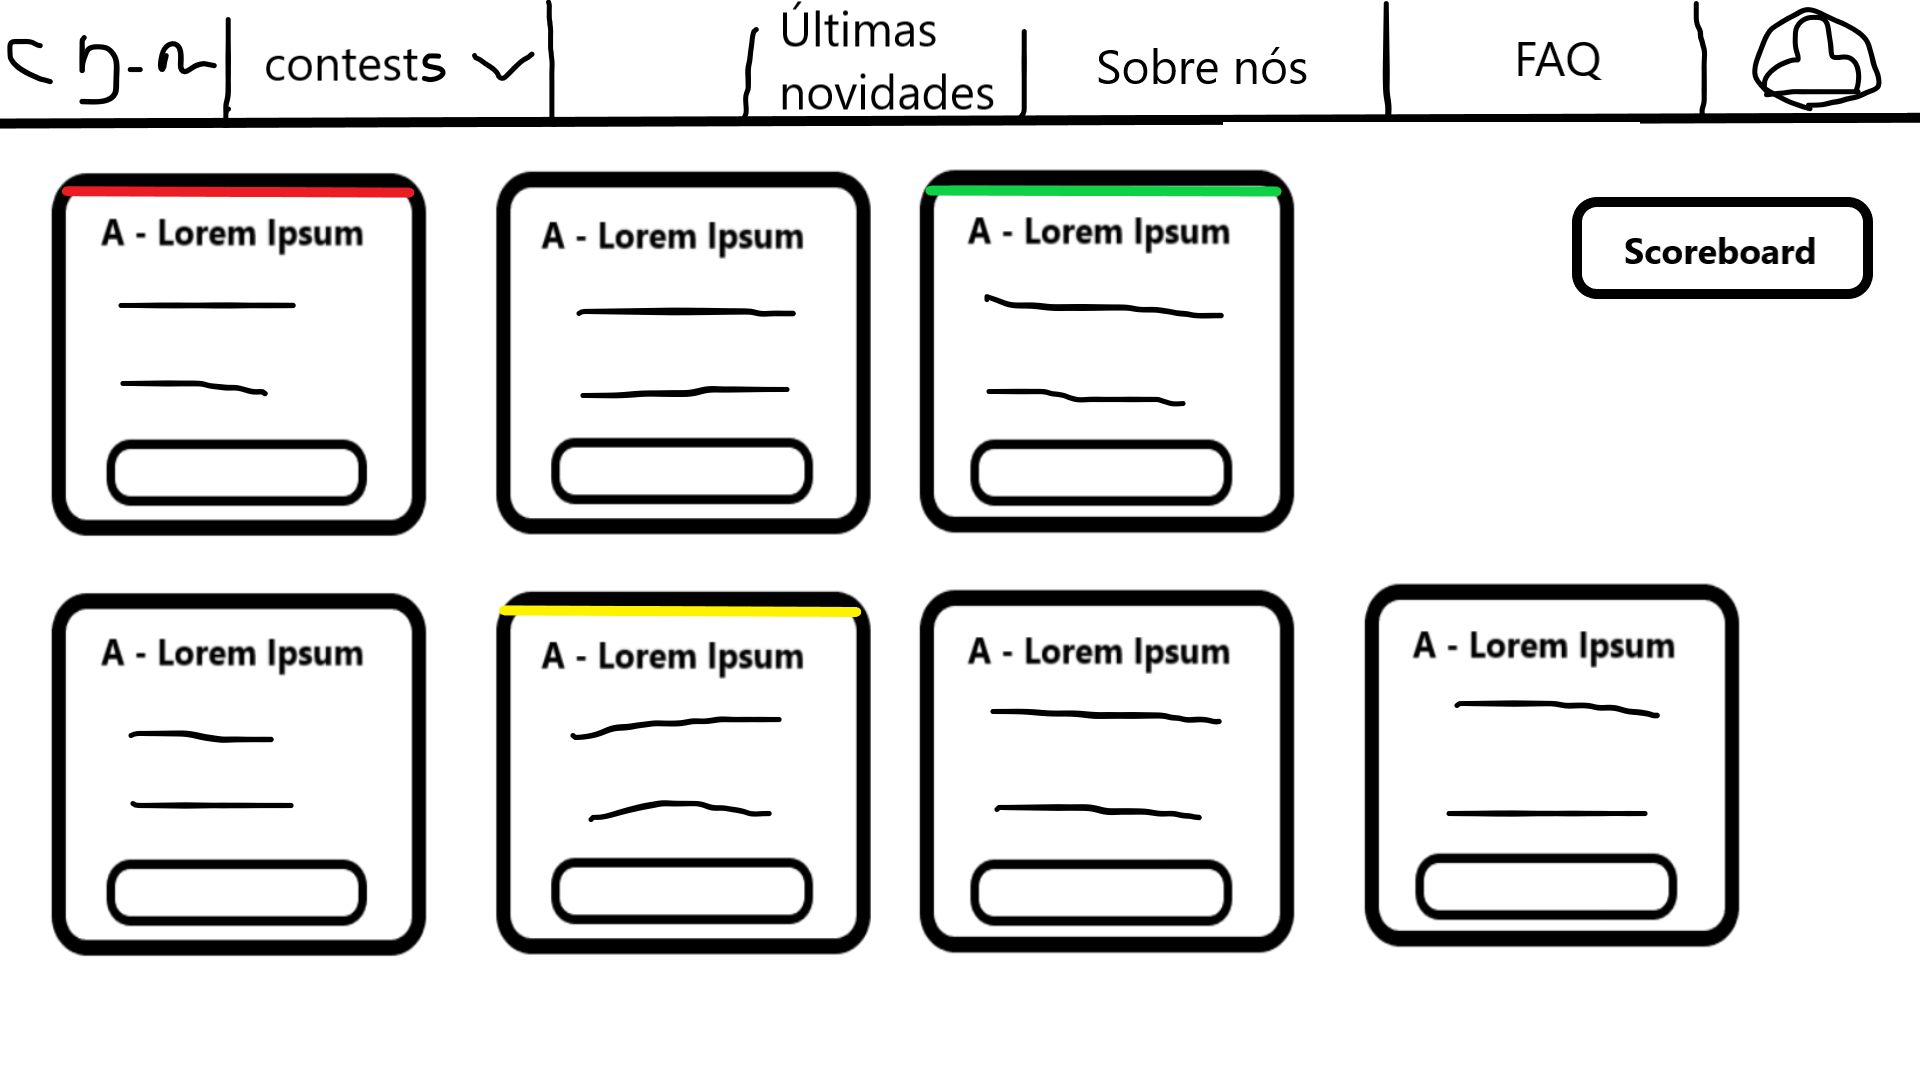 contests
Últimas
novidades
Sobre nós
FAQ
A - Lorem Ipsum
A - Lorem Ipsum
A - Lorem Ipsum
Scoreboard
A - Lorem Ipsum
A - Lorem Ipsum
A - Lorem Ipsum
A - Lorem Ipsum